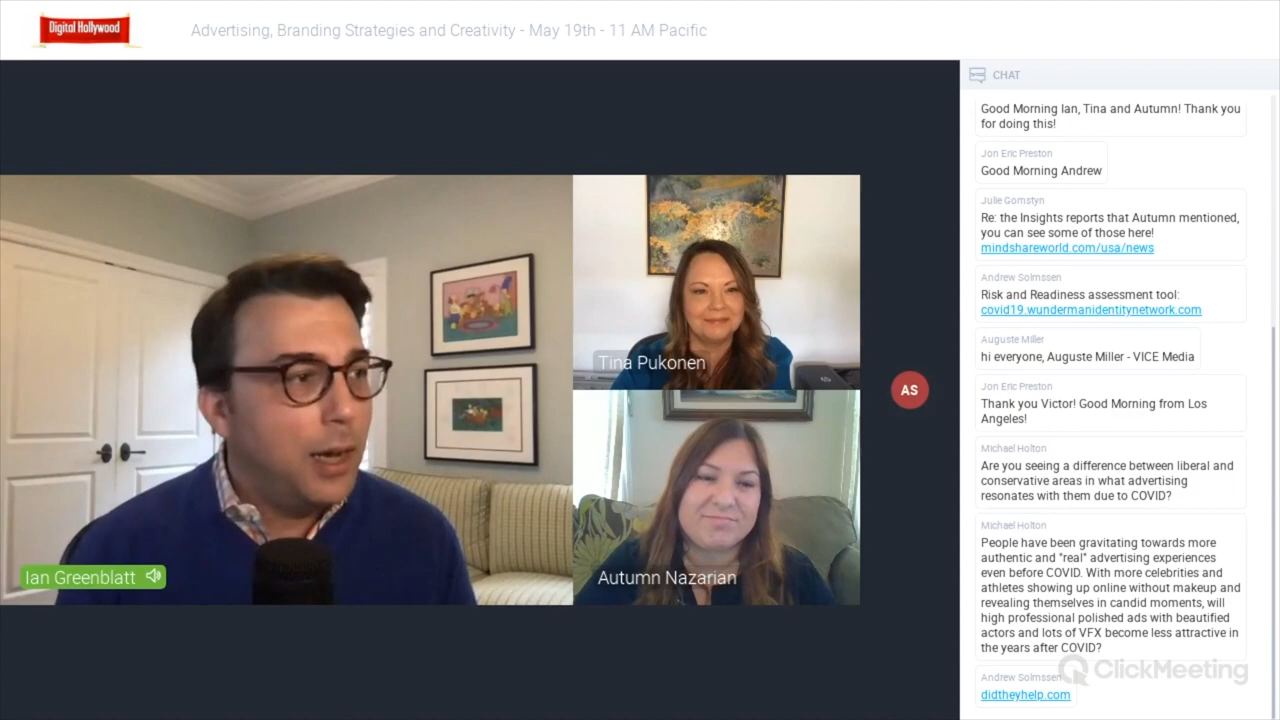 Digital Hollywood
Advertising, Branding Strategies and Creativity - May 19th - 11 AM Pacific
Ian Greenblatt
Tina Pukonen
Autumn Nazarian
AS
CHAT
Good Morning Ian, Tina and Autumn! Thank you
for doing this!
Jon Eric Preston
Good Morning Andrew
Julie Gomstyn
Re: the Insights reports that Autumn mentioned,
you can see some of those here!
mindshareworld.com/usa/news
Andrew Solmssen
Risk and Readiness assessment tool:
covid19.wundermanidentitynetwork.com
Auguste Miller
hi everyone, Auguste Miller - VICE Media
Jon Eric Preston
Thank you Victor! Good Morning from Los
Angeles!
Michael Holton
Are you seeing a difference between liberal and
conservative areas in what advertising
resonates with them due to COVID?
Michael Holton
People have been gravitating towards more
authentic and "real" advertising experiences
even before COVID. With more celebrities and
athletes showing up online without makeup and
revealing themselves in candid moments, will
high professional polished ads with beautified
actors and lots of VFX become less attractive in
the years after COVID?
Andrew Solmssen
didtheyhelp.com
ClickMeeting